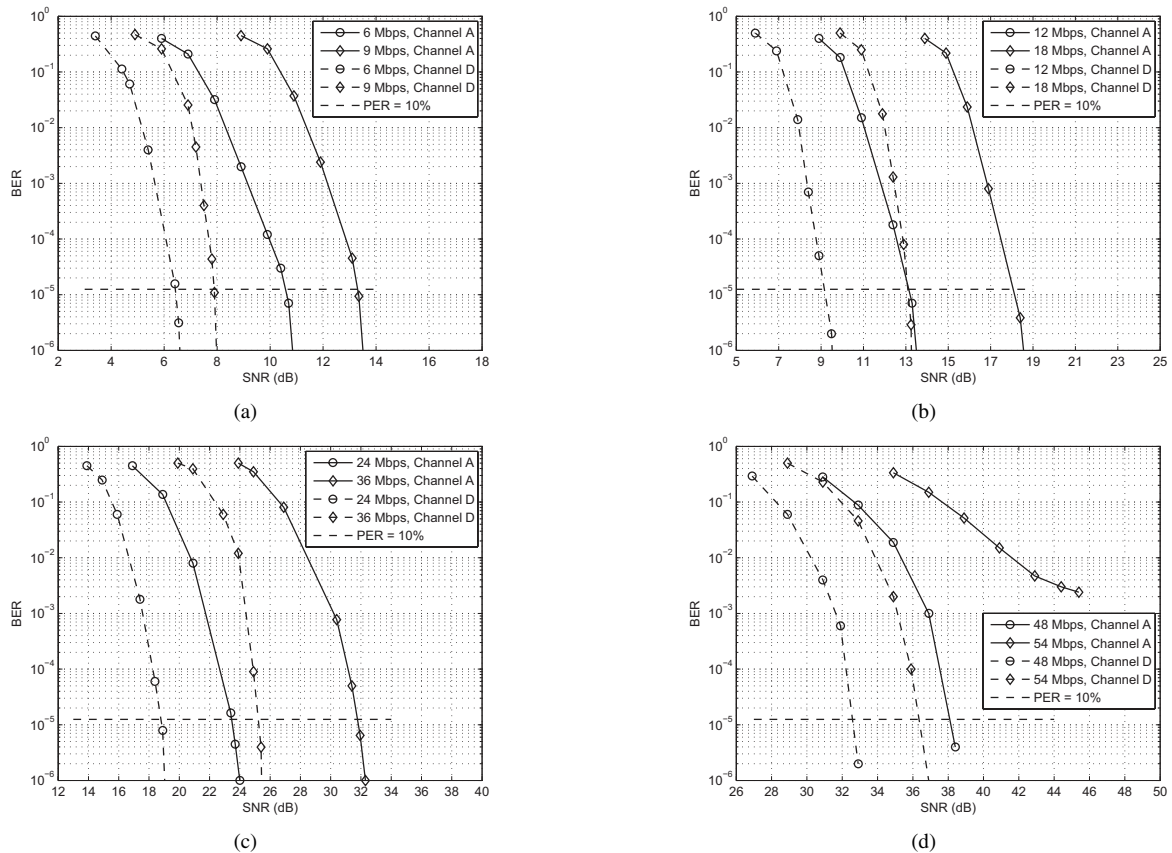 10^0
10^-1
10^-2
10^-3
10^-4
10^-5
10^-6
BER
2 4 6 8 10 12 14 16 18
SNR (dB)
6 Mbps, Channel A
9 Mbps, Channel A
6 Mbps, Channel D
9 Mbps, Channel D
PER = 10%
(a)
10^0
10^-1
10^-2
10^-3
10^-4
10^-5
10^-6
BER
5 7 9 11 13 15 17 19 21 23 25
SNR (dB)
12 Mbps, Channel A
18 Mbps, Channel A
12 Mbps, Channel D
18 Mbps, Channel D
PER = 10%
(b)
10^0
10^-1
10^-2
10^-3
10^-4
10^-5
10^-6
BER
12 14 16 18 20 22 24 26 28 30 32 34 36 38 40
SNR (dB)
24 Mbps, Channel A
36 Mbps, Channel A
24 Mbps, Channel D
36 Mbps, Channel D
PER = 10%
(c)
10^0
10^-1
10^-2
10^-3
10^-4
10^-5
10^-6
BER
26 28 30 32 34 36 38 40 42 44 46 48 50
SNR (dB)
48 Mbps, Channel A
54 Mbps, Channel A
48 Mbps, Channel D
54 Mbps, Channel D
PER = 10%
(d)